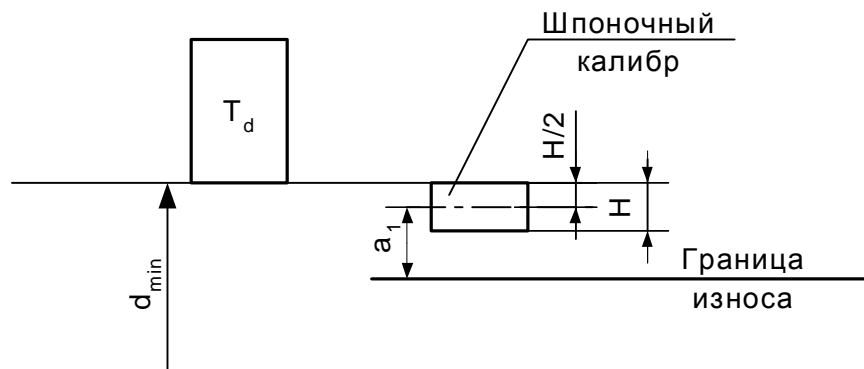 Шпоночный
калибр
T_d
H/2
H
a_1
d_min
Граница
износа